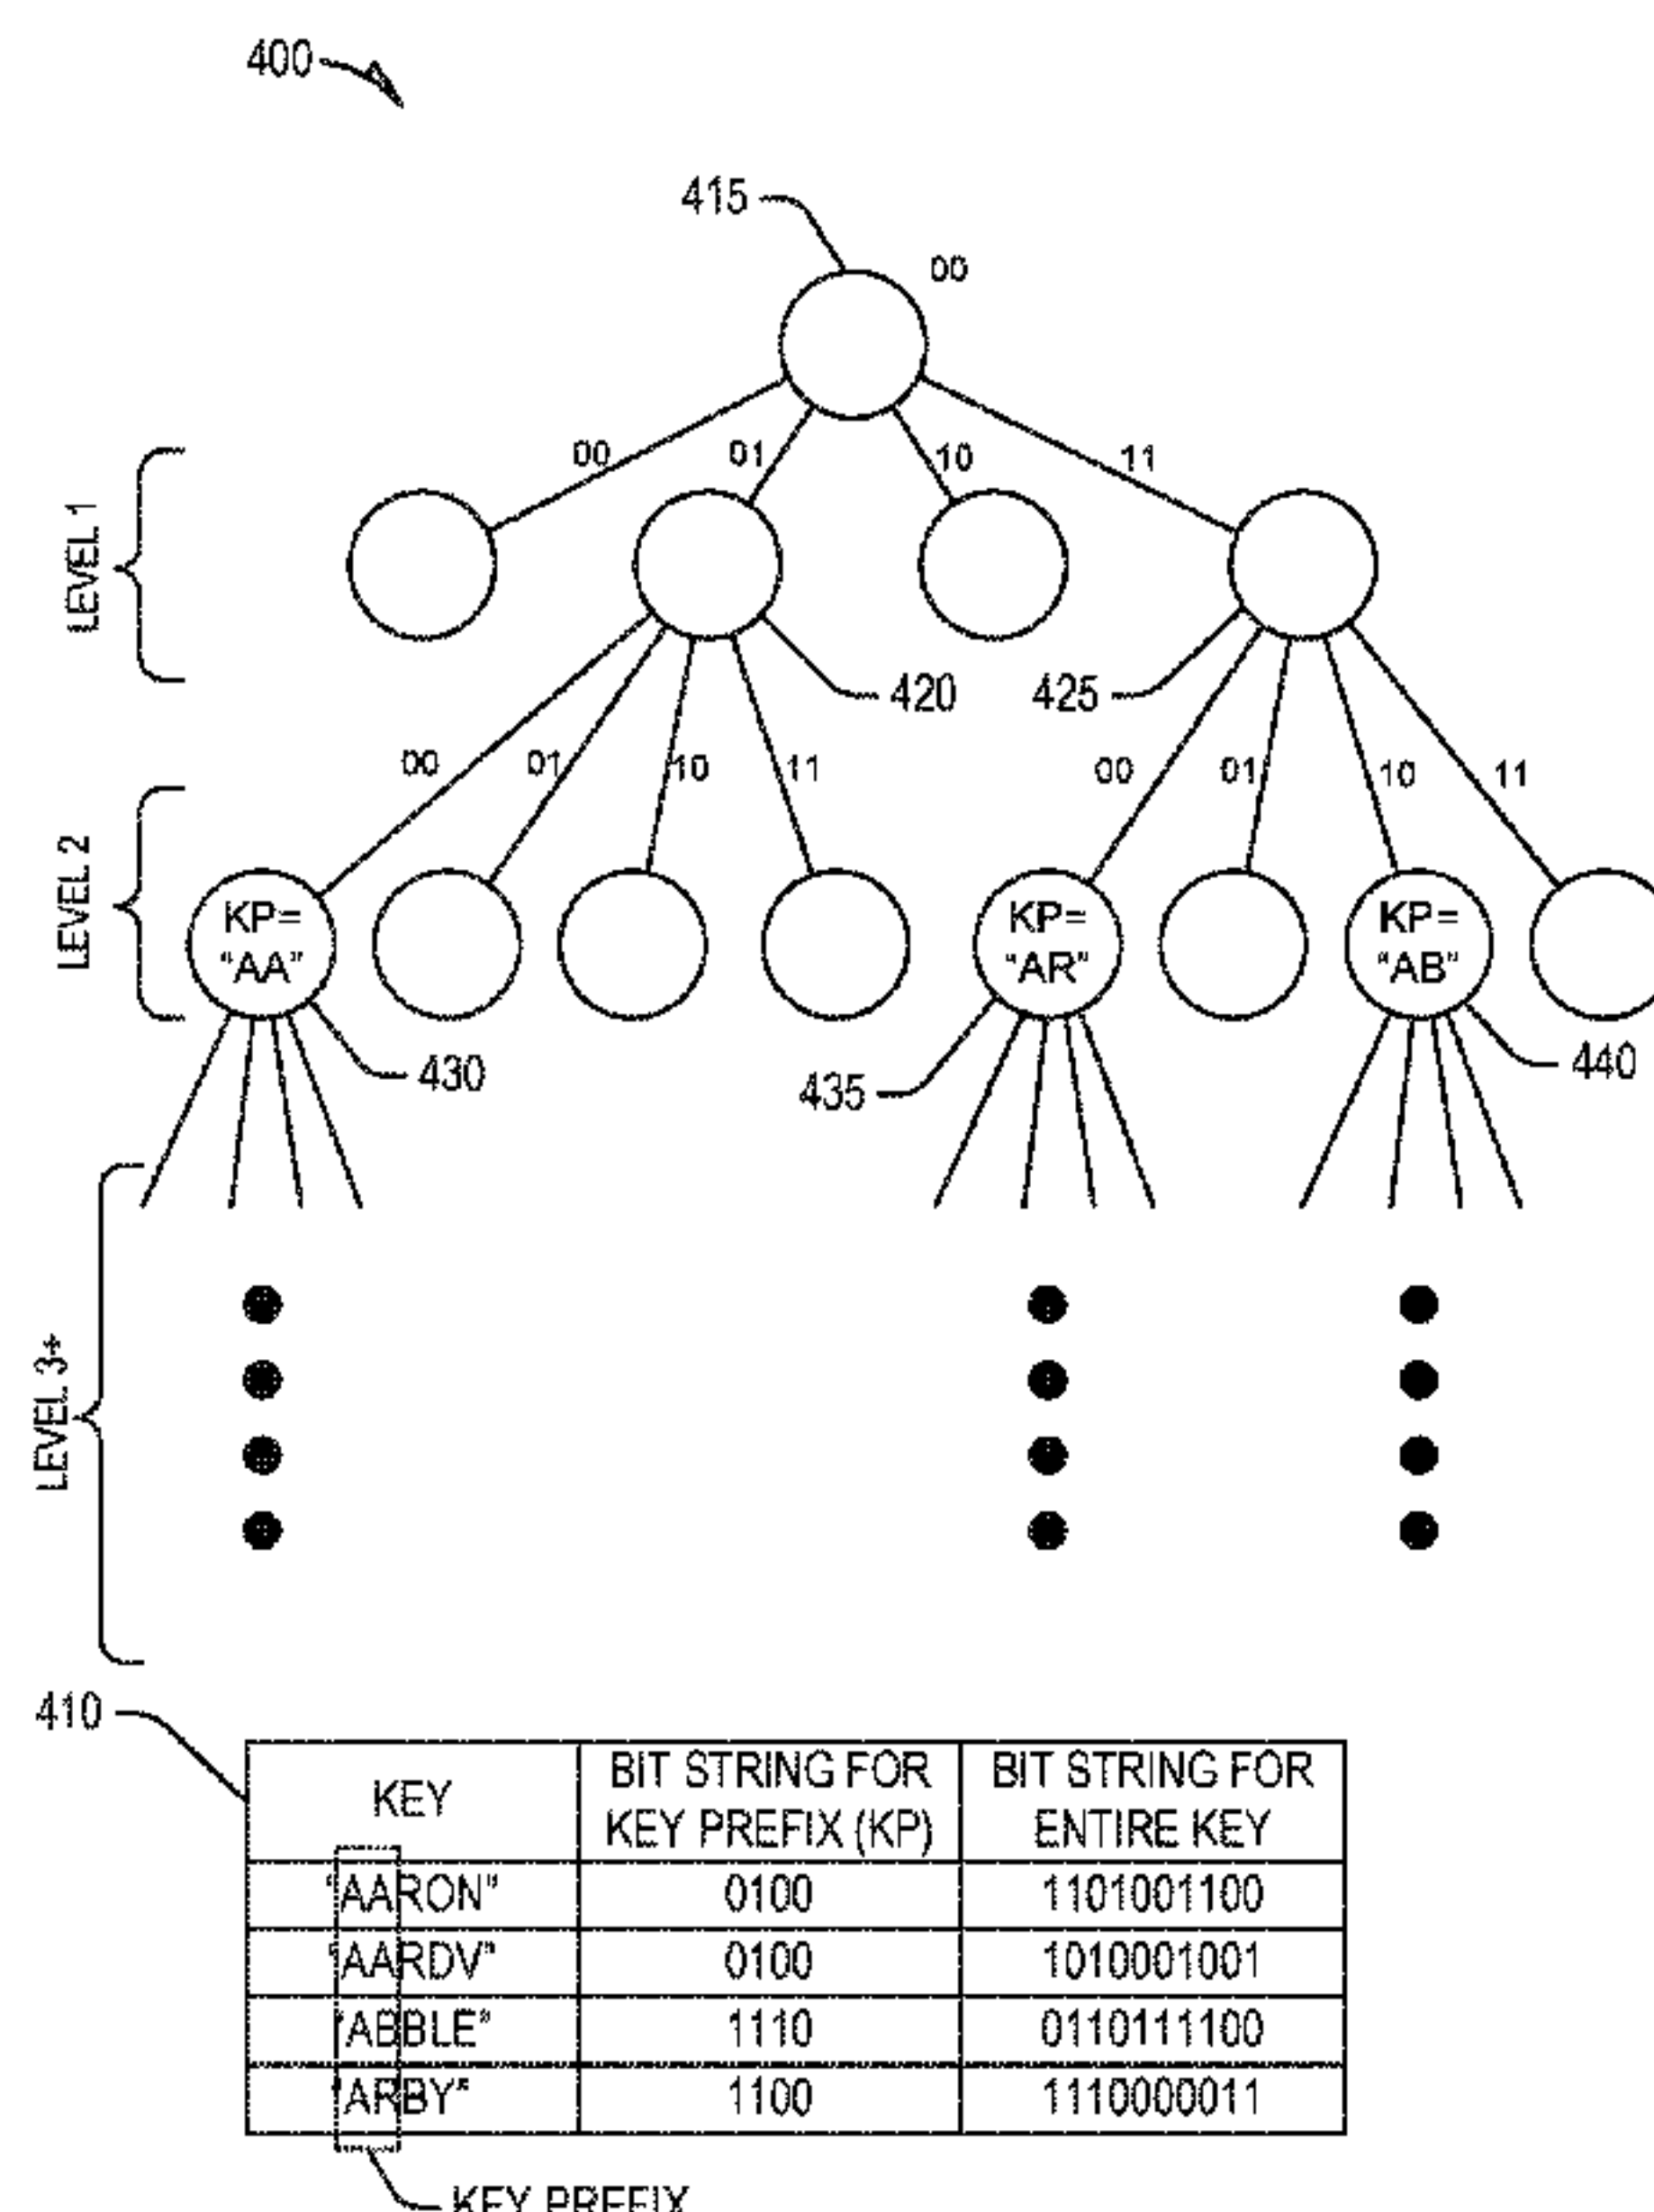 400
415
00
00 01 10 11
LEVEL 1
420 425
00 01 10 11 00 01 10 11
LEVEL 2
KP= "AA"
KP= "AR"
KP= "AB"
430 435 440
LEVEL 3+
410
KEY
BIT STRING FOR KEY PREFIX (KP)
BIT STRING FOR ENTIRE KEY
"AARON" 0100 1101001100
"AARDV" 0100 1010001001
"ABBLE" 1110 0110111100
"ARBY" 1100 1110000011
KEY PREFIX